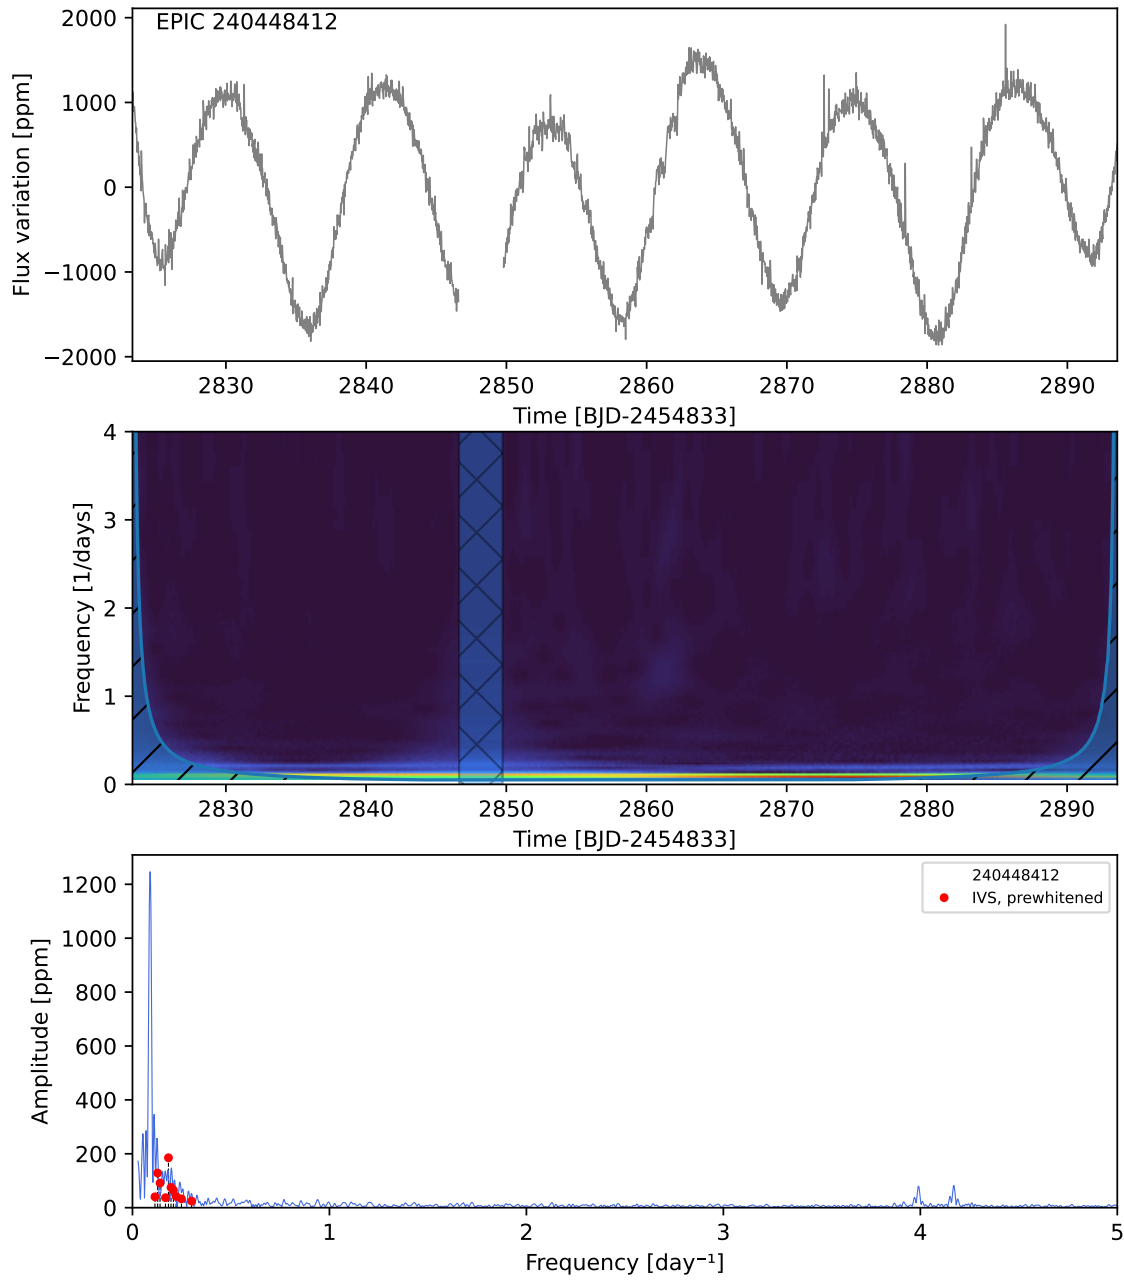 EPIC 240448412
2000
1000
0
−1000
−2000
Flux variation [ppm]
2830 2840 2850 2860 2870 2880 2890
Time [BJD-2454833]
4
3
2
1
0
Frequency [1/days]
2830 2840 2850 2860 2870 2880 2890
Time [BJD-2454833]
240448412
IVS, prewhitened
1200
1000
800
600
400
200
0
Amplitude [ppm]
0 1 2 3 4 5
Frequency [day⁻¹]